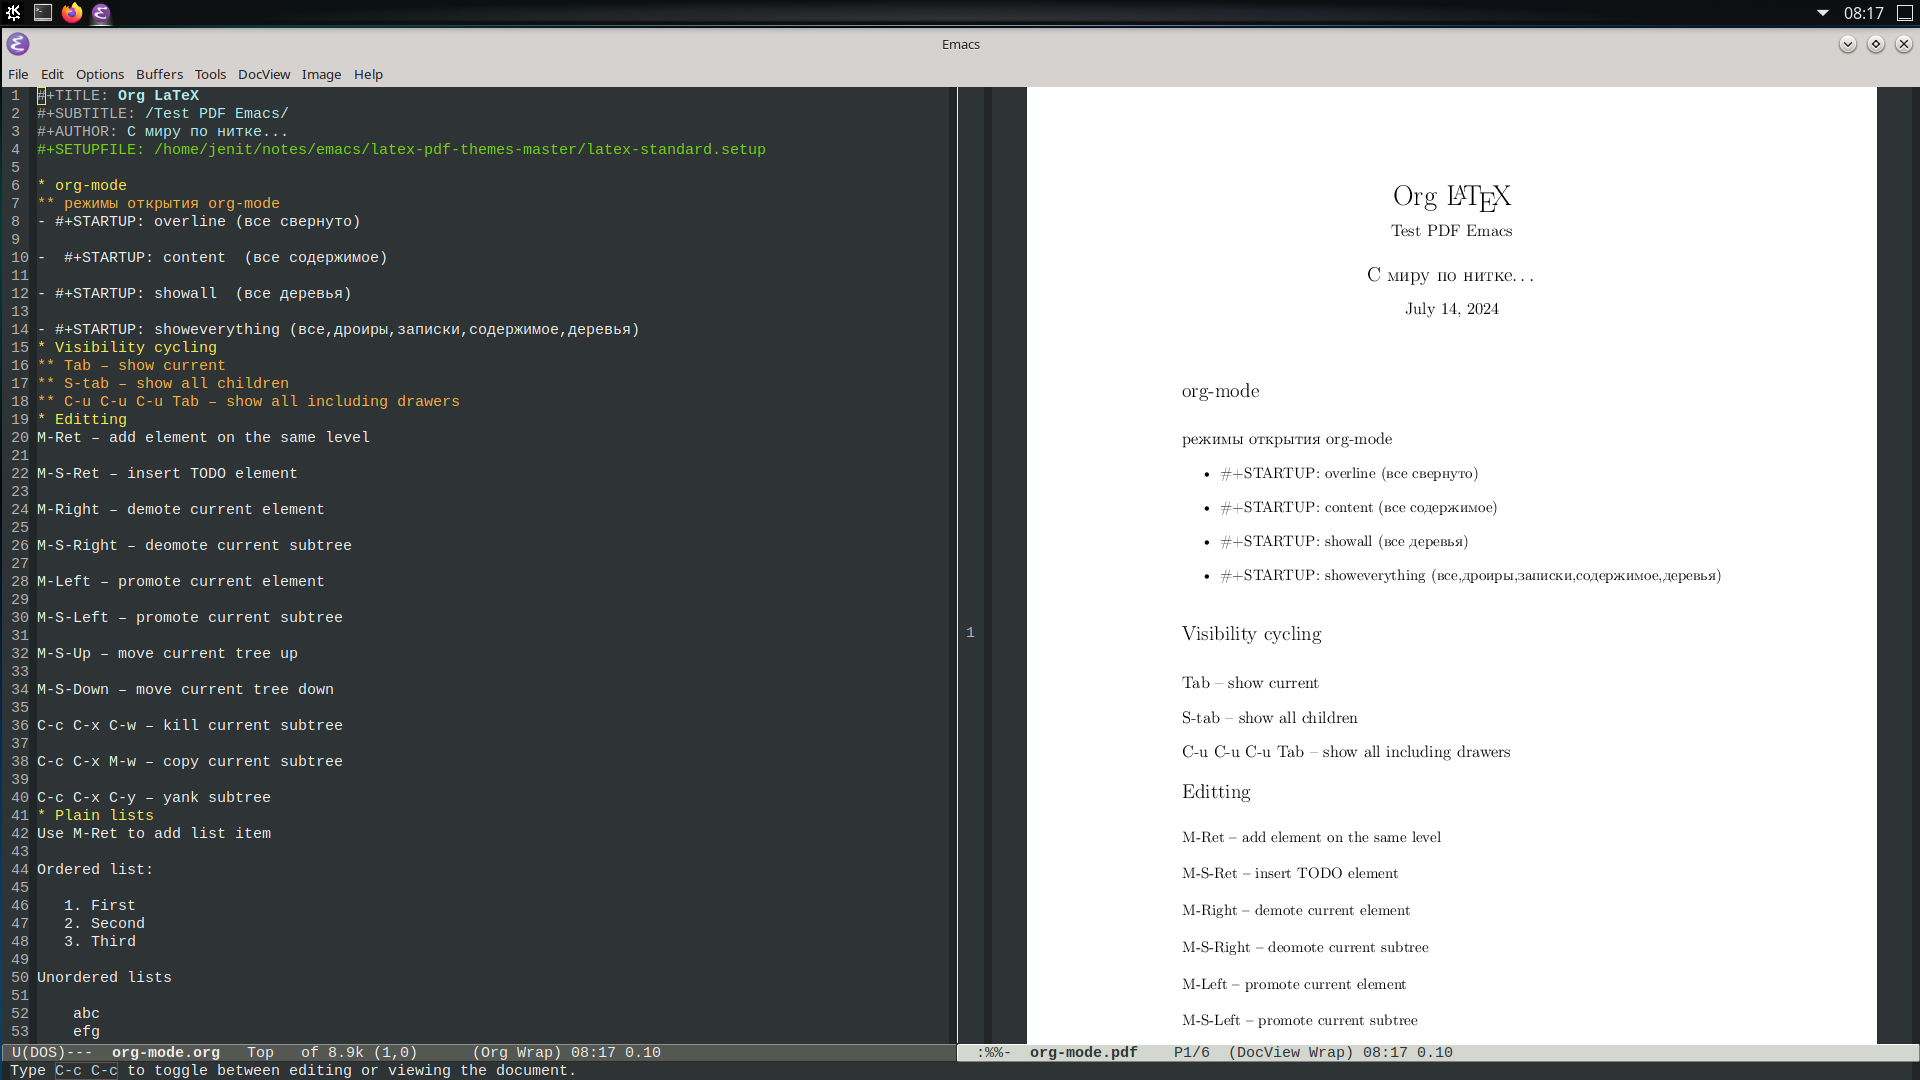 08:17
Emacs
File Edit Options Buffers Tools DocView Image Help
1 #+TITLE: Org LaTeX
2 #+SUBTITLE: /Test PDF Emacs/
3 #+AUTHOR: С миру по нитке...
4 #+SETUPFILE: /home/jenit/notes/emacs/latex-pdf-themes-master/latex-standard.setup
5
6 * org-mode
7 ** режимы открытия org-mode
8 - #+STARTUP: overline (все свернуто)
9
10 -  #+STARTUP: content  (все содержимое)
11
12 - #+STARTUP: showall  (все деревья)
13
14 - #+STARTUP: showeverything (все,дроиры,записки,содержимое,деревья)
15 * Visibility cycling
16 ** Tab – show current
17 ** S-tab – show all children
18 ** C-u C-u C-u Tab – show all including drawers
19 * Editting
20 M-Ret – add element on the same level
21
22 M-S-Ret – insert TODO element
23
24 M-Right – demote current element
25
26 M-S-Right – deomote current subtree
27
28 M-Left – promote current element
29
30 M-S-Left – promote current subtree
31
32 M-S-Up – move current tree up
33
34 M-S-Down – move current tree down
35
36 C-c C-x C-w – kill current subtree
37
38 C-c C-x M-w – copy current subtree
39
40 C-c C-x C-y – yank subtree
41 * Plain lists
42 Use M-Ret to add list item
43
44 Ordered list:
45
46    1. First
47    2. Second
48    3. Third
49
50 Unordered lists
51
52     abc
53     efg
U(DOS)---  org-mode.org   Top   of 8.9k (1,0)      (Org Wrap) 08:17 0.10
1
Org LATEX
Test PDF Emacs
С миру по нитке...
July 14, 2024
org-mode
режимы открытия org-mode
• #+STARTUP: overline (все свернуто)
• #+STARTUP: content (все содержимое)
• #+STARTUP: showall (все деревья)
• #+STARTUP: showeverything (все,дроиры,записки,содержимое,деревья)
Visibility cycling
Tab – show current
S-tab – show all children
C-u C-u C-u Tab – show all including drawers
Editting
M-Ret – add element on the same level
M-S-Ret – insert TODO element
M-Right – demote current element
M-S-Right – deomote current subtree
M-Left – promote current element
M-S-Left – promote current subtree
:%%-  org-mode.pdf    P1/6  (DocView Wrap) 08:17 0.10
Type C-c C-c to toggle between editing or viewing the document.